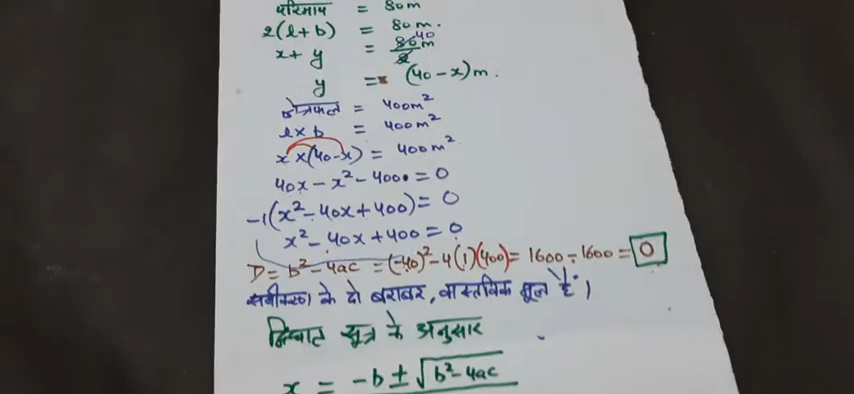 परिमाप = 80m
2(l+b) = 80m.
x+y = 80/2 40 m
y = (40-x)m.
क्षेत्रफल = 400m²
l×b = 400m²
x×(40-x) = 400m²
40x-x²-400=0
-1(x²-40x+400)=0
x²-40x+400=0
D=b²-4ac=(-40)²-4(1)(400)=1600-1600=0
समीकरण के दो बराबर, वास्तविक मूल हैं।
द्विघात सूत्र के अनुसार
x = -b±√b²-4ac